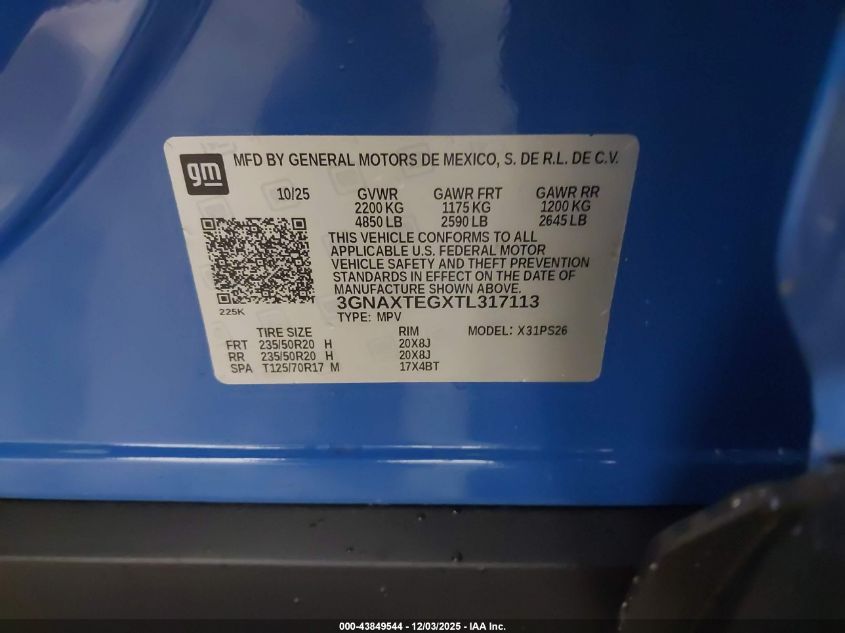 gm
MFD BY GENERAL MOTORS DE MEXICO, S. DE R.L. DE C.V.
10/25 GVWR GAWR FRT GAWR RR
2200 KG 1175 KG 1200 KG
4850 LB 2590 LB 2645 LB
THIS VEHICLE CONFORMS TO ALL
APPLICABLE U.S. FEDERAL MOTOR
VEHICLE SAFETY AND THEFT PREVENTION
STANDARDS IN EFFECT ON THE DATE OF
MANUFACTURE SHOWN ABOVE.
3GNAXTEGXTL317113
225K
TYPE: MPV
TIRE SIZE RIM MODEL: X31PS26
FRT 235/50R20 H 20X8J
RR 235/50R20 H 20X8J
SPA T125/70R17 M 17X4BT
000-43849544 - 12/03/2025 - IAA Inc.